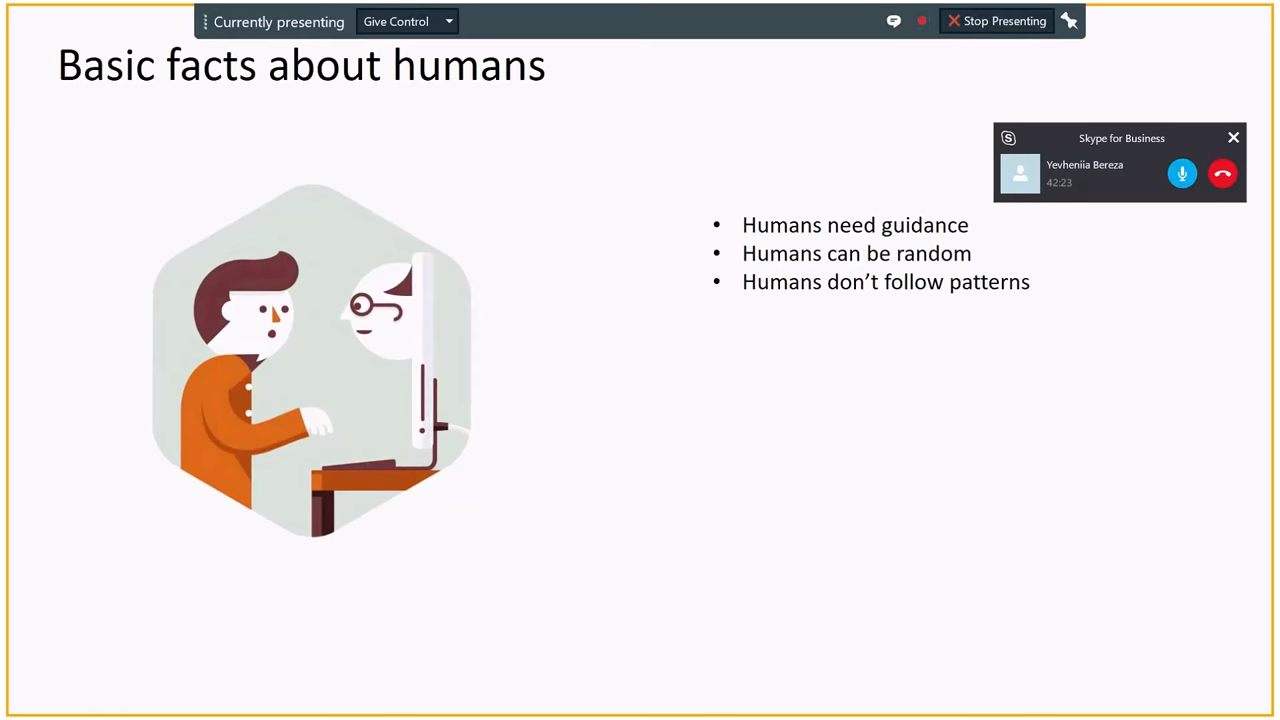 Currently presenting
Give Control
Stop Presenting
Basic facts about humans
Skype for Business
Yevheniia Bereza
42:23
• Humans need guidance
• Humans can be random
• Humans don’t follow patterns